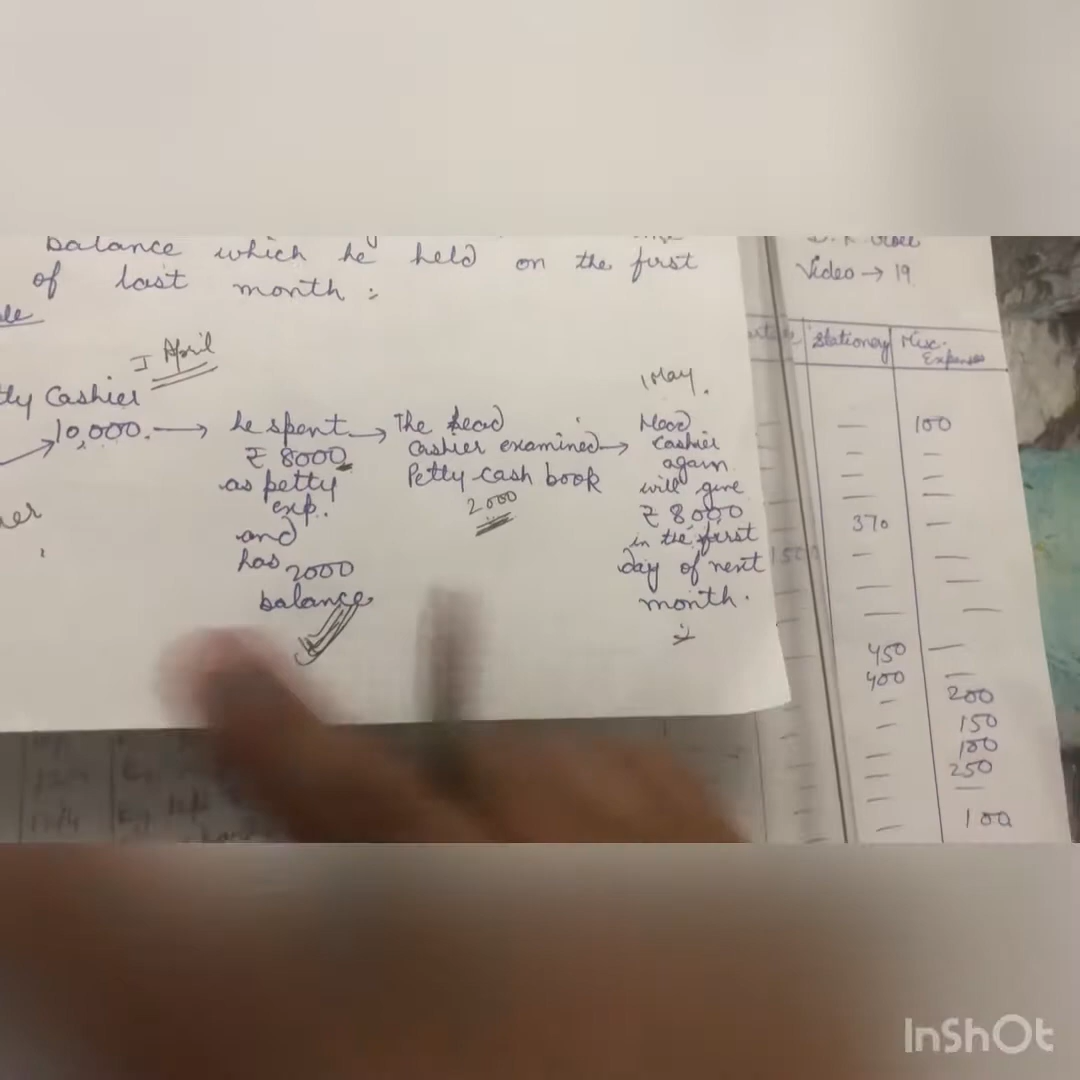 balance which he held on the first
of last month :
I April
Cashier
10,000. → he spent → The Head
₹ 8000 Cashier examined →
as petty Petty cash book
exp. 2000
and
has 2000
balance
1 May.
Head
cashier
again
will give
₹ 8000
in the first
day of next
month.
Video → 19
Stationery Misc.
Expenses
— 100
— —
— —
— —
370 —
— —
— —
— —
450 —
400 —
- 200
— 150
— 100
— 250
— —
— 100
InShOt